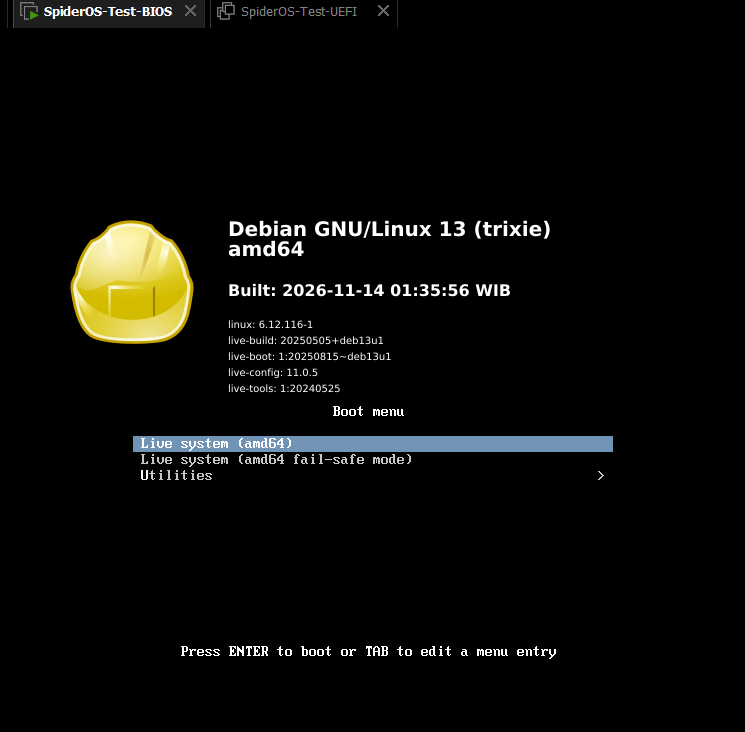 SpiderOS-Test-BIOS
SpiderOS-Test-UEFI
Debian GNU/Linux 13 (trixie)
amd64
Built: 2026-11-14 01:35:56 WIB
linux: 6.12.116-1
live-build: 20250505+deb13u1
live-boot: 1:20250815~deb13u1
live-config: 11.0.5
live-tools: 1:20240525
Boot menu
Live system (amd64)
Live system (amd64 fail-safe mode)
Utilities >
Press ENTER to boot or TAB to edit a menu entry